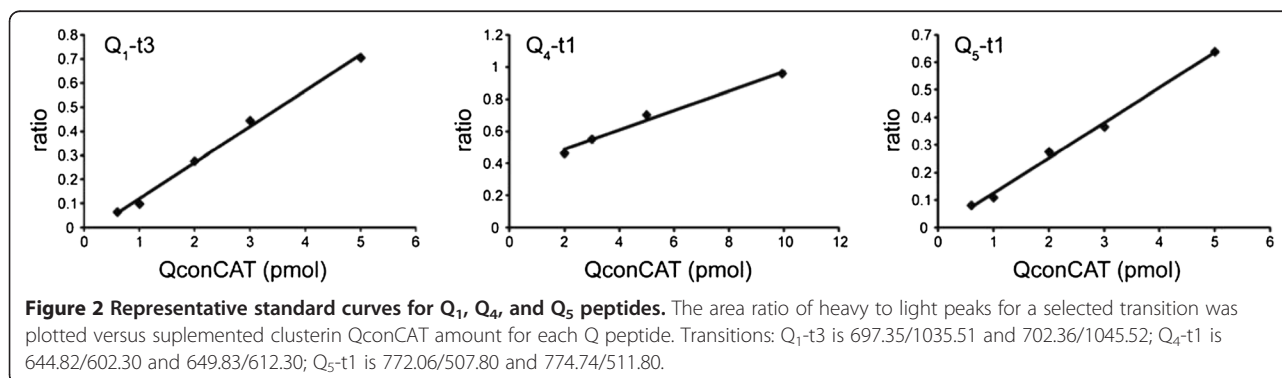 Q₁-t3
0.8
0.7
0.6
0.5
0.4
0.3
0.2
0.1
0
ratio
0 1 2 3 4 5 6
QconCAT (pmol)
Q₄-t1
1.2
1
0.8
0.6
0.4
0.2
0
ratio
0 2 4 6 8 10 12
QconCAT (pmol)
Q₅-t1
0.7
0.6
0.5
0.4
0.3
0.2
0.1
0
ratio
0 1 2 3 4 5 6
QconCAT (pmol)
Figure 2 Representative standard curves for Q₁, Q₄, and Q₅ peptides. The area ratio of heavy to light peaks for a selected transition was
plotted versus suplemented clusterin QconCAT amount for each Q peptide. Transitions: Q₁-t3 is 697.35/1035.51 and 702.36/1045.52; Q₄-t1 is
644.82/602.30 and 649.83/612.30; Q₅-t1 is 772.06/507.80 and 774.74/511.80.